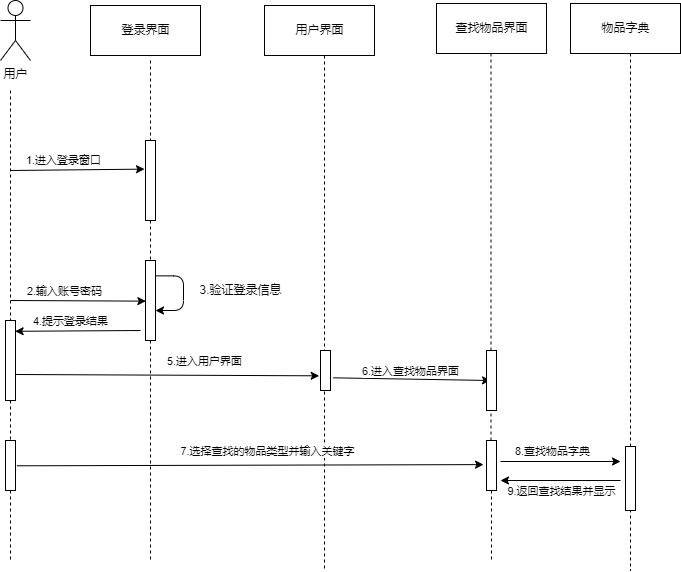 登录界面
用户界面
查找物品界面
物品字典
用户
1.进入登录窗口
2.输入账号密码
3.验证登录信息
4.提示登录结果
5.进入用户界面
6.进入查找物品界面
7.选择查找的物品类型并输入关键字
8.查找物品字典
9.返回查找结果并显示